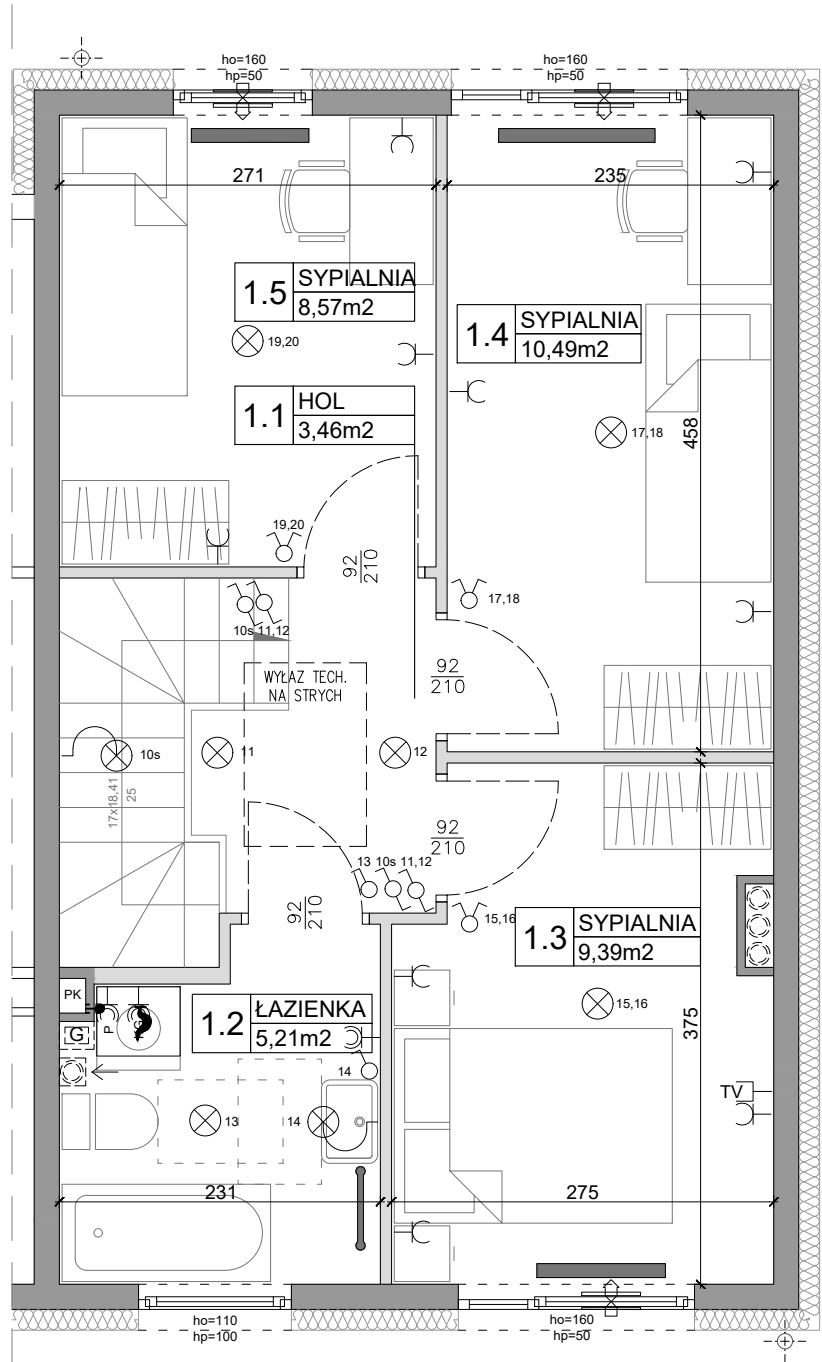 ho=160
hp=50
ho=160
hp=50
271
235
1.5
SYPIALNIA
8,57m2
19,20
1.4
SYPIALNIA
10,49m2
1.1
HOL
3,46m2
17,18
458
19,20
92
210
10s 11,12
17,18
WYŁAZ TECH.
NA STRYCH
92
210
10s
11
12
17x18,41
25
92
210
13 10s 11,12
92
210
15,16
1.3
SYPIALNIA
9,39m2
PK
1.2
ŁAZIENKA
5,21m2
15,16
375
P
G
G
14
TV
13
14
231
275
ho=110
hp=100
ho=160
hp=50